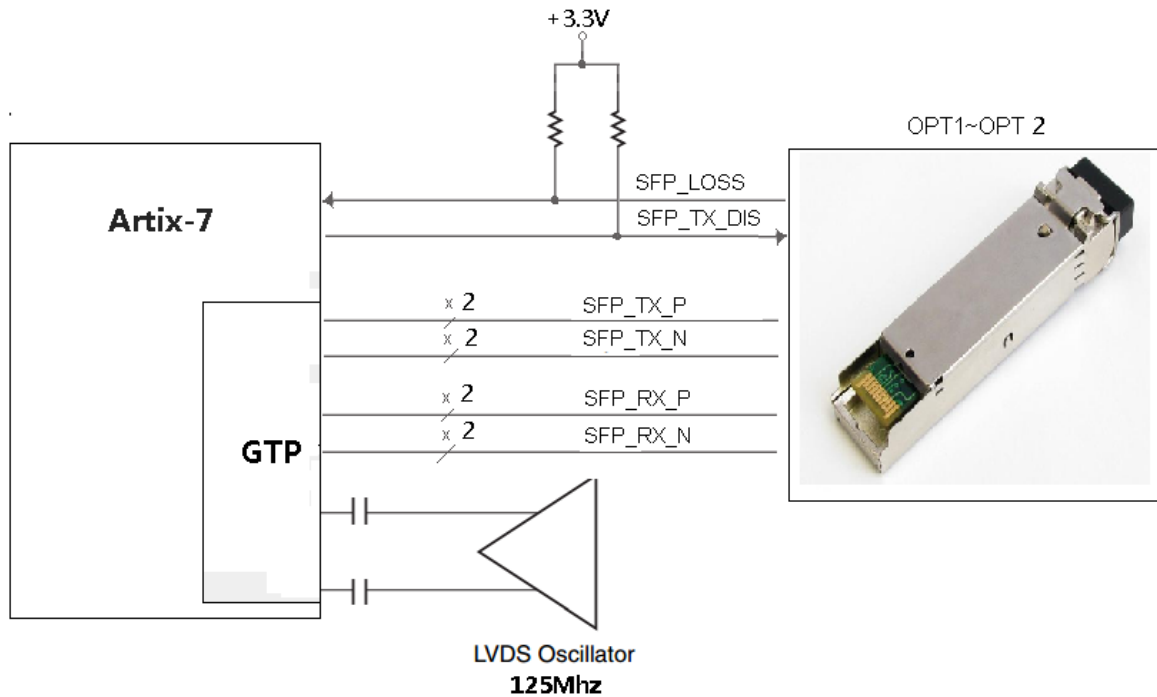 +3.3V
OPT1~OPT 2
SFP_LOSS
Artix-7
SFP_TX_DIS
x 2
SFP_TX_P
x 2
SFP_TX_N
x 2
SFP_RX_P
x 2
SFP_RX_N
GTP
LVDS Oscillator
125Mhz